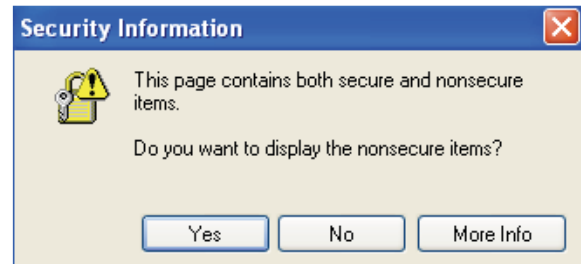 Security Information
This page contains both secure and nonsecure
items.
Do you want to display the nonsecure items?
Yes
No
More Info